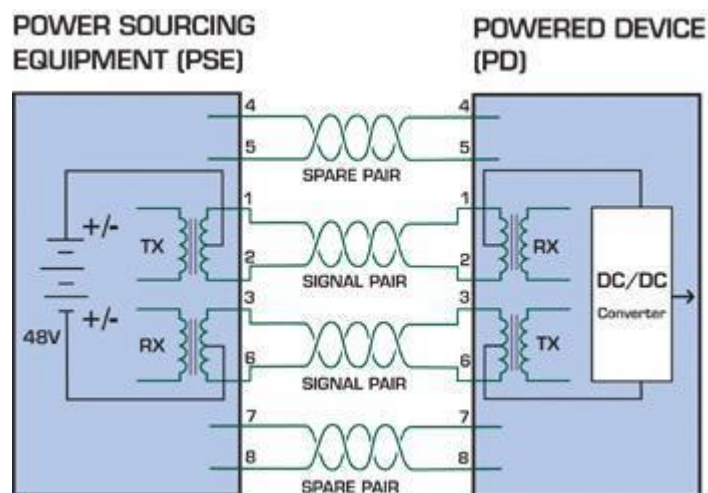 POWER SOURCING
EQUIPMENT (PSE)
POWERED DEVICE
(PD)
4
4
5
5
SPARE PAIR
1
1
+/-
TX
RX
2
2
SIGNAL PAIR
DC/DC
Converter
3
3
+/-
48V
RX
TX
6
6
SIGNAL PAIR
7
7
8
8
SPARE PAIR